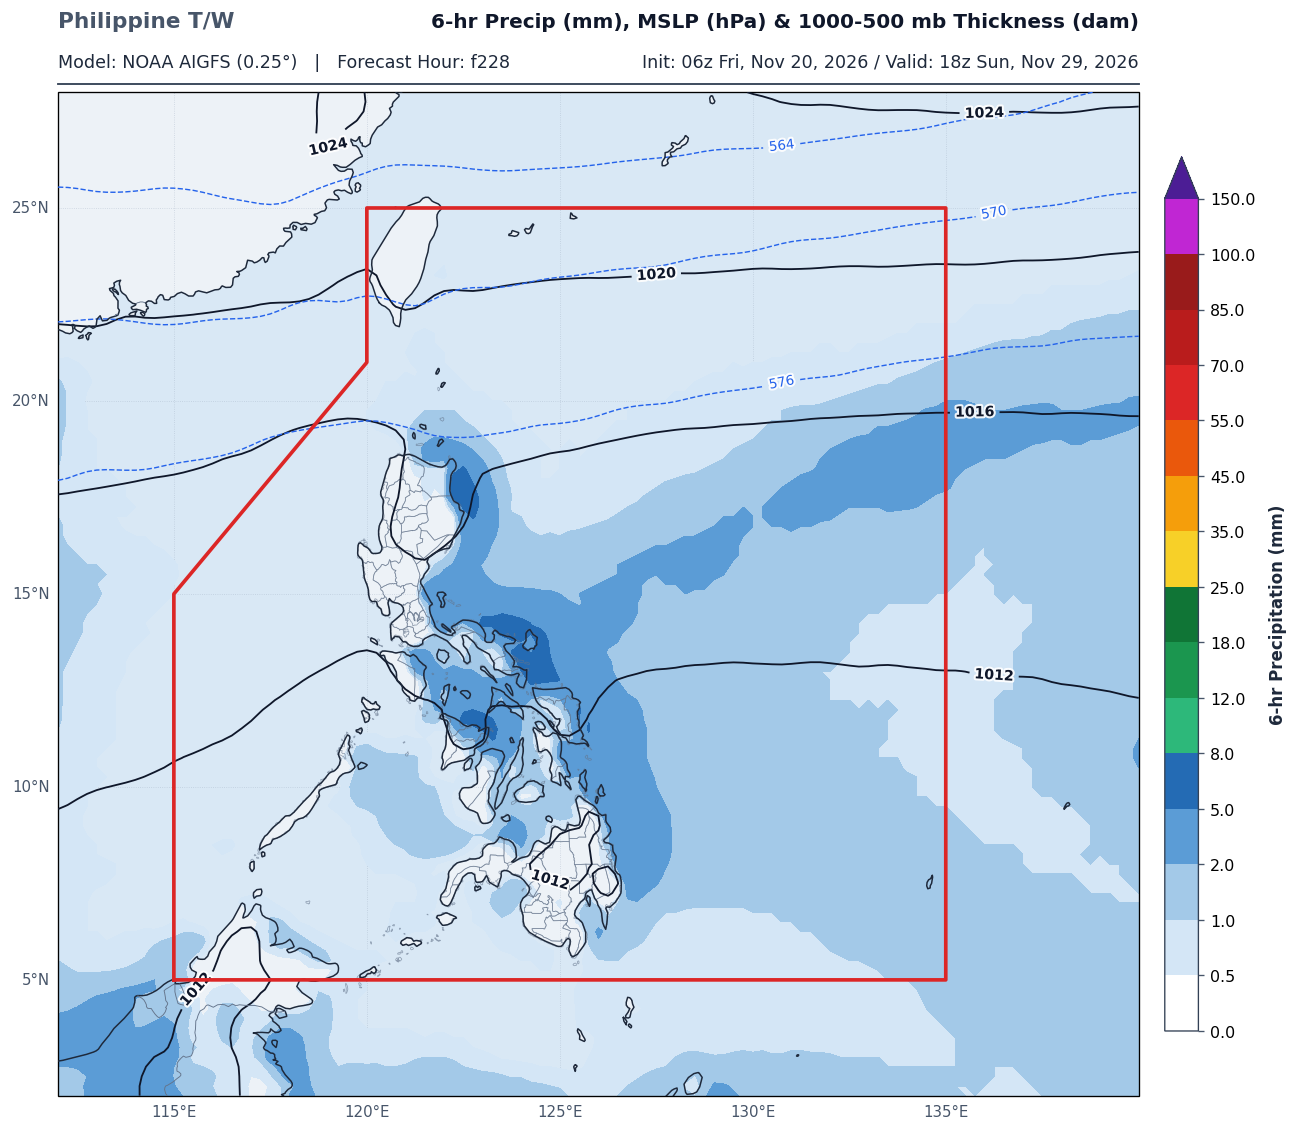 Philippine T/W
6-hr Precip (mm), MSLP (hPa) & 1000-500 mb Thickness (dam)
Model: NOAA AIGFS (0.25°) | Forecast Hour: f228
Init: 06z Fri, Nov 20, 2026 / Valid: 18z Sun, Nov 29, 2026
1024
1024
564
570
1020
576
1016
1012
1012
1012
25°N
20°N
15°N
10°N
5°N
115°E
120°E
125°E
130°E
135°E
150.0
100.0
85.0
70.0
55.0
45.0
35.0
25.0
18.0
12.0
8.0
5.0
2.0
1.0
0.5
0.0
6-hr Precipitation (mm)